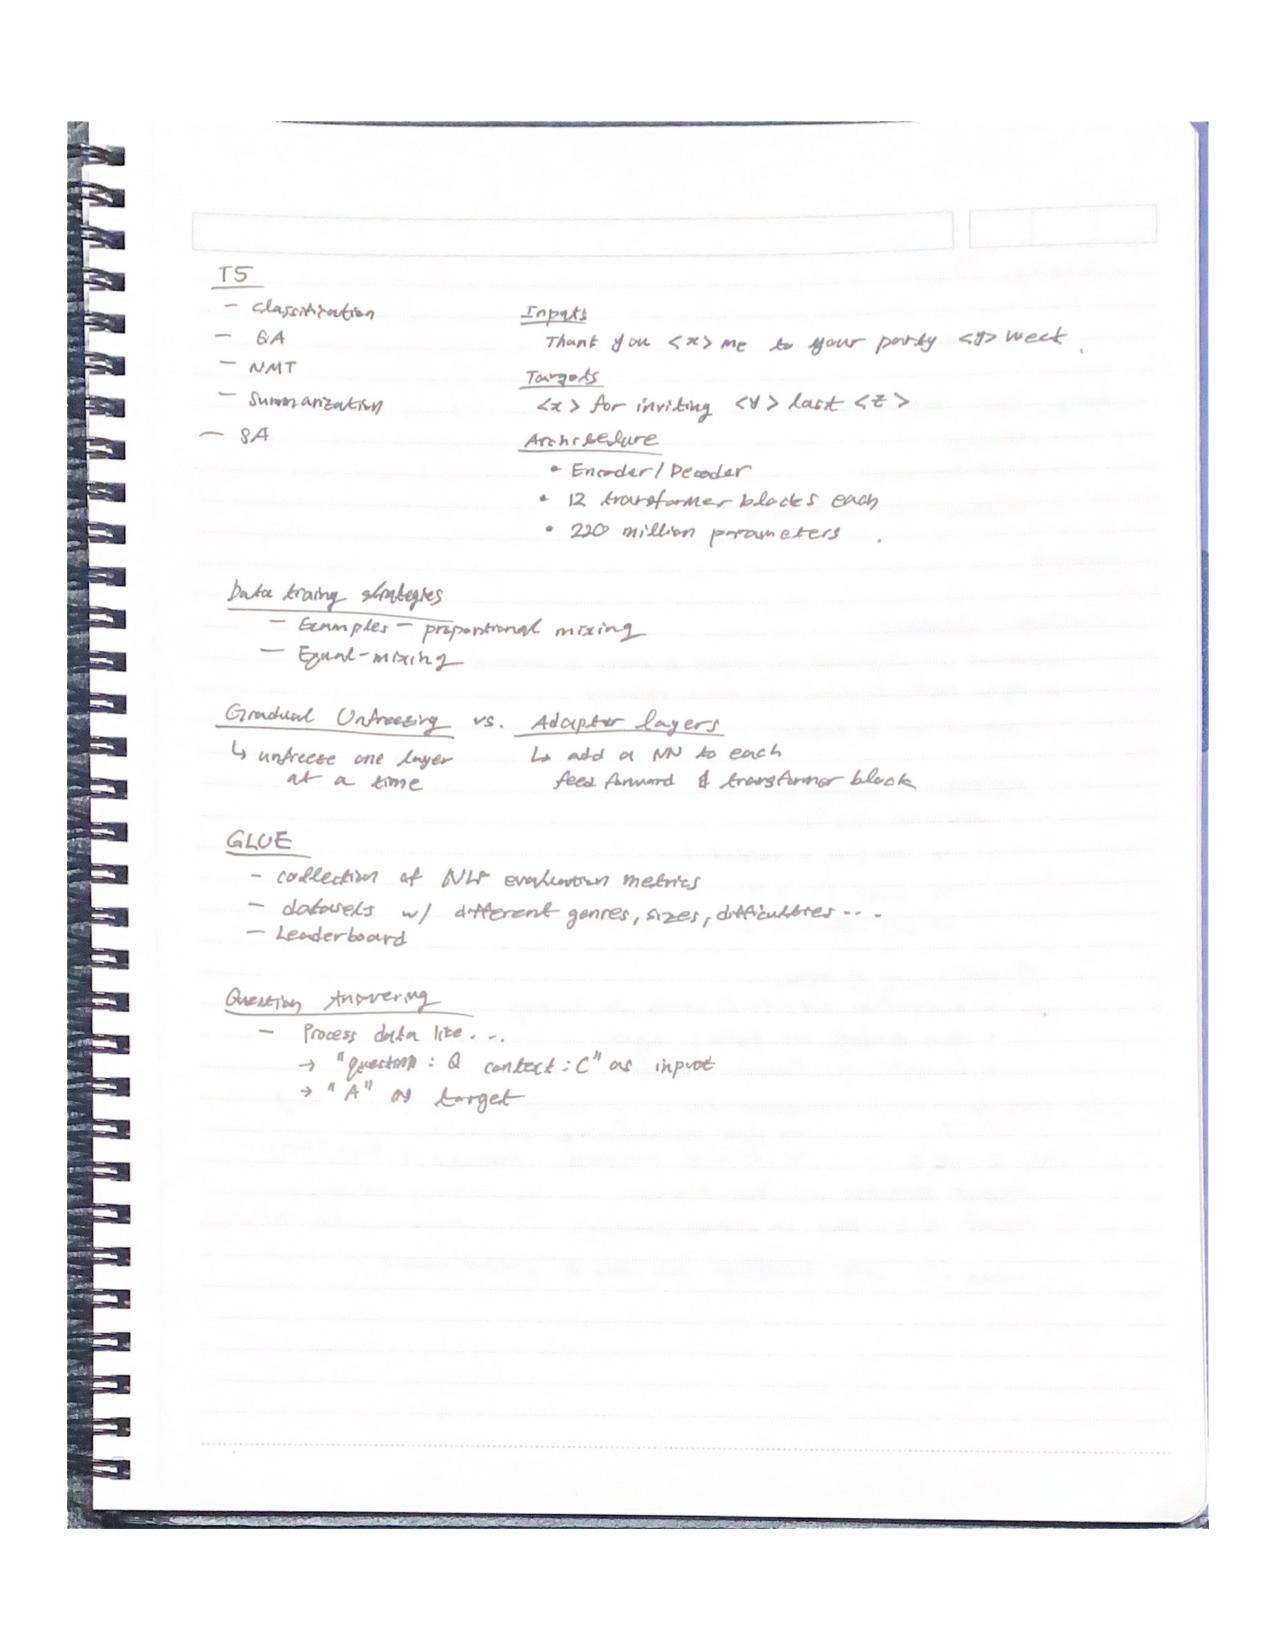 T5
- Classification
- QA
- NMT
- Summarization
- SA
Inputs
Thank you <x> me to your party <y> week.
Targets
<x> for inviting <y> last <z>
Architecture
• Encoder/Decoder
• 12 transformer blocks each
• 220 million parameters.
Data traing strategies
- Examples - proportional mixing
- Equal-mixing
Gradual Unfreezing vs. Adapter layers
↳ unfreeze one layer
at a time
↳ add a NN to each
feed forward & transformer block
GLUE
- collection of NLP evaluation metrics
- datasets w/ different genres, sizes, difficulties...
- Leaderboard
Question Answering
- Process data like...
→ "question: Q context: C" as input
→ "A" as target